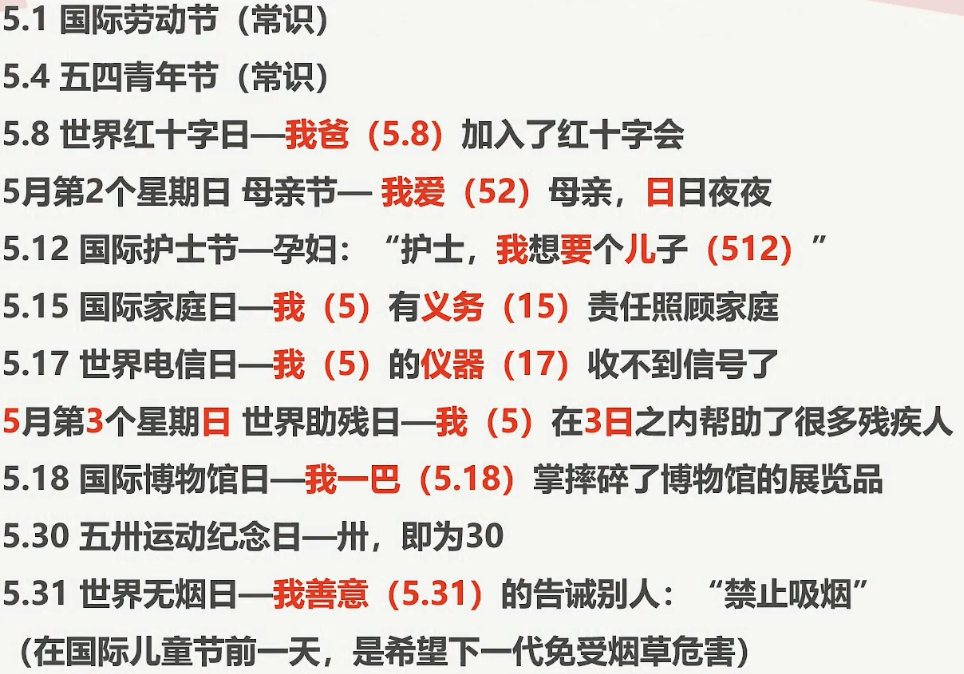 5.1 国际劳动节（常识）
5.4 五四青年节（常识）
5.8 世界红十字日—我爸（5.8）加入了红十字会
5月第2个星期日 母亲节— 我爱（52）母亲，日日夜夜
5.12 国际护士节—孕妇：“护士，我想要个儿子（512）”
5.15 国际家庭日—我（5）有义务（15）责任照顾家庭
5.17 世界电信日—我（5）的仪器（17）收不到信号了
5月第3个星期日 世界助残日—我（5）在3日之内帮助了很多残疾人
5.18 国际博物馆日—我一巴（5.18）掌摔碎了博物馆的展览品
5.30 五卅运动纪念日—卅，即为30
5.31 世界无烟日—我善意（5.31）的告诫别人：“禁止吸烟”
（在国际儿童节前一天，是希望下一代免受烟草危害）